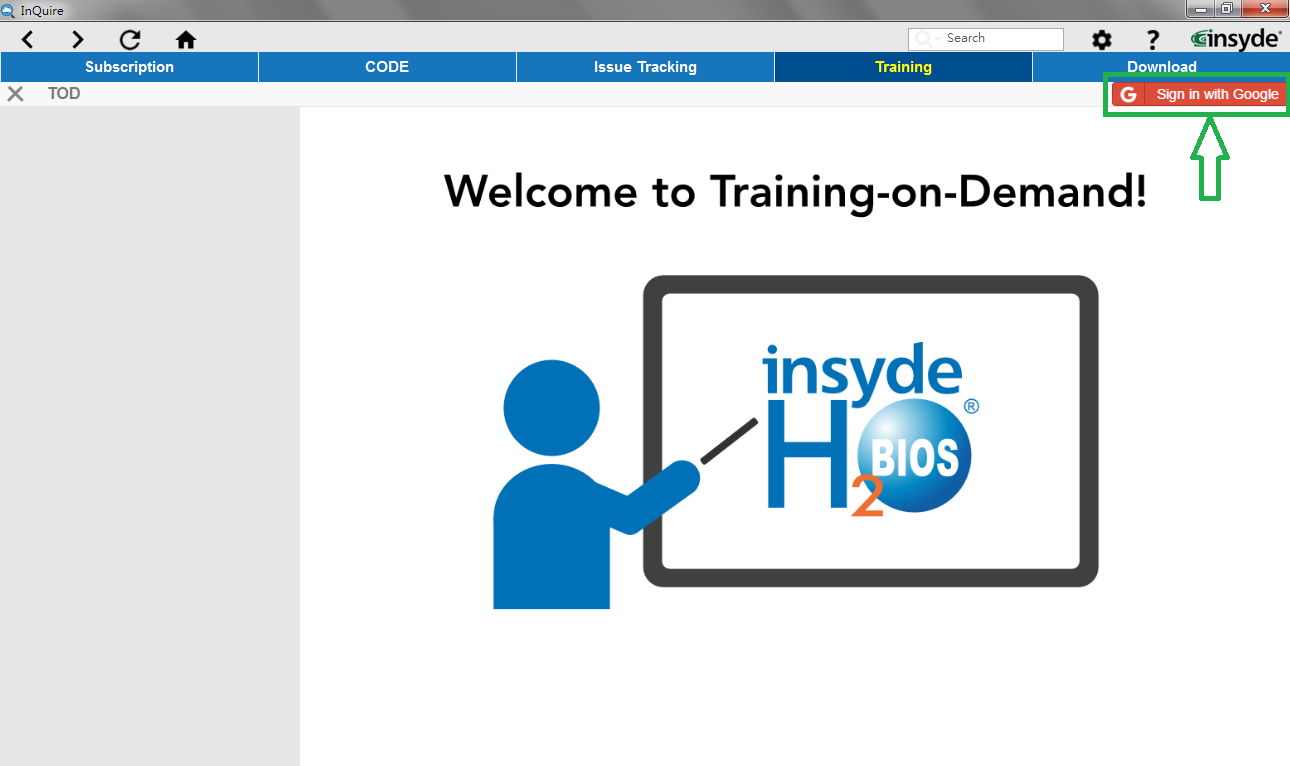 InQuire
Search
?
insyde®
Subscription CODE Issue Tracking Training Download
TOD
G Sign in with Google
Welcome to Training-on-Demand!
insyde
H2 BIOS ®